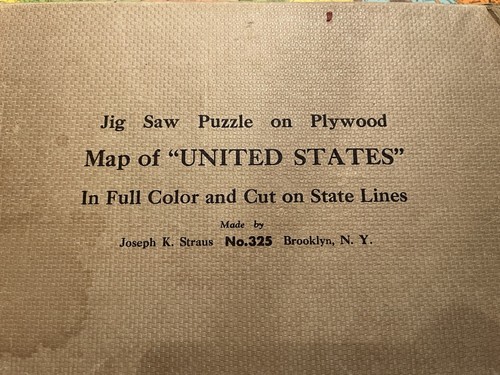 Jig Saw Puzzle on Plywood
Map of "UNITED STATES"
In Full Color and Cut on State Lines
Made by
Joseph K. Straus No.325 Brooklyn, N. Y.